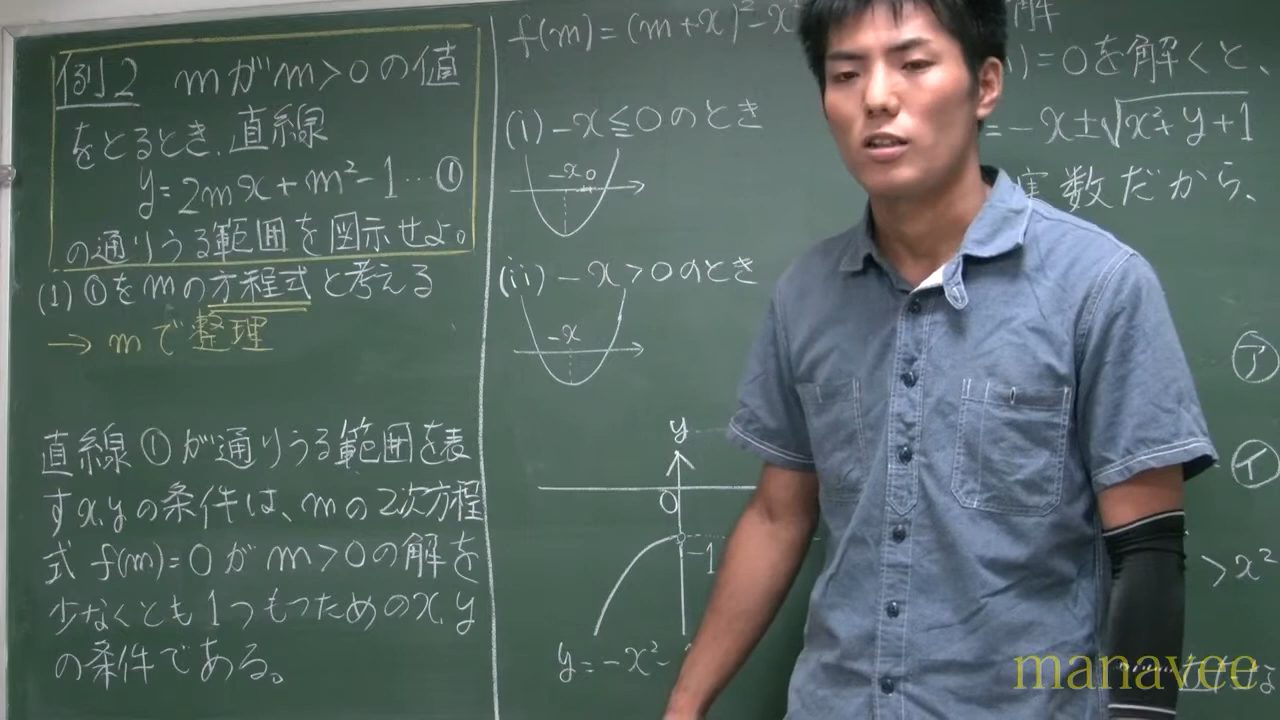 例2 mがm>0の値
をとるとき、直線
y=2mx+m²-1…①
の通りうる範囲を図示せよ。
(1)①をmの方程式と考える
→mで整理
直線①が通りうる範囲を表
すx,yの条件は、mの2次方程
式 f(m)=0が m>0の解を
少なくとも1つもつためのx,y
の条件である。
f(m)=(m+x)²-x²
(i)-x≦0のとき
-x 0
(ii)-x>0のとき
-x
y
0
-1
y=-x²-
解
)=0を解くと、
=-x±√x²+y+1
実数だから、
ア
イ
>x²
manavee